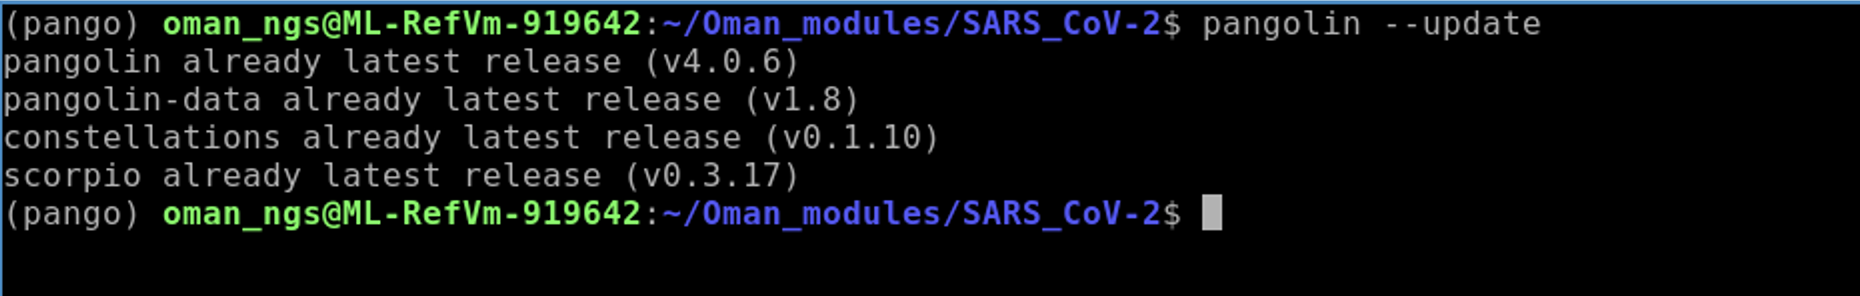 (pango) oman_ngs@ML-RefVm-919642:~/Oman_modules/SARS_CoV-2$ pangolin --update
pangolin already latest release (v4.0.6)
pangolin-data already latest release (v1.8)
constellations already latest release (v0.1.10)
scorpio already latest release (v0.3.17)
(pango) oman_ngs@ML-RefVm-919642:~/Oman_modules/SARS_CoV-2$